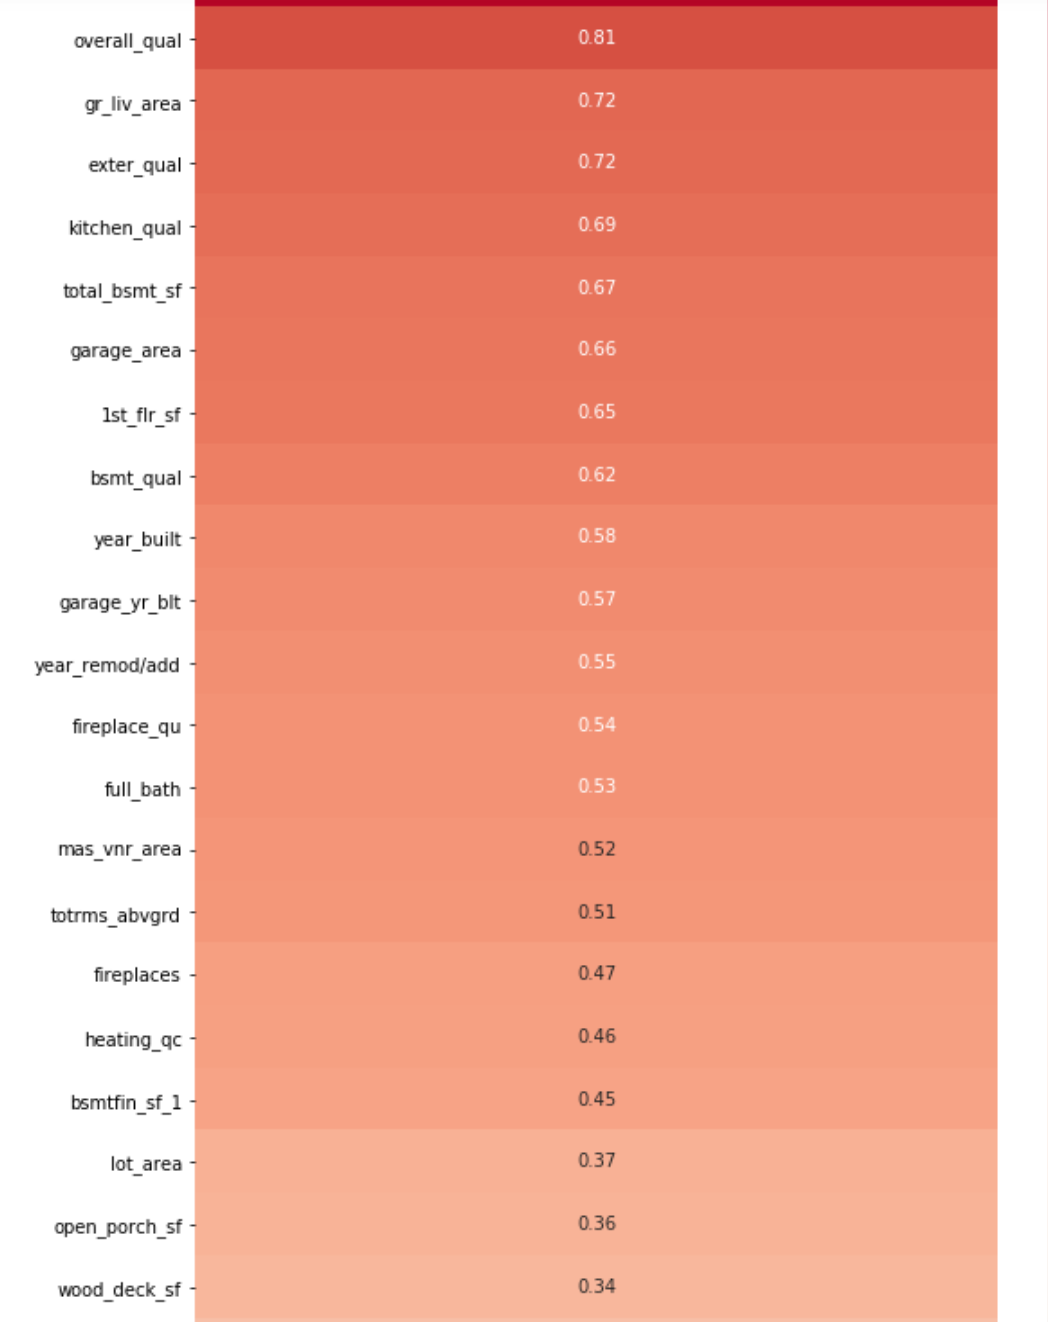 overall_qual 0.81
gr_liv_area 0.72
exter_qual 0.72
kitchen_qual 0.69
total_bsmt_sf 0.67
garage_area 0.66
1st_flr_sf 0.65
bsmt_qual 0.62
year_built 0.58
garage_yr_blt 0.57
year_remod/add 0.55
fireplace_qu 0.54
full_bath 0.53
mas_vnr_area 0.52
totrms_abvgrd 0.51
fireplaces 0.47
heating_qc 0.46
bsmtfin_sf_1 0.45
lot_area 0.37
open_porch_sf 0.36
wood_deck_sf 0.34